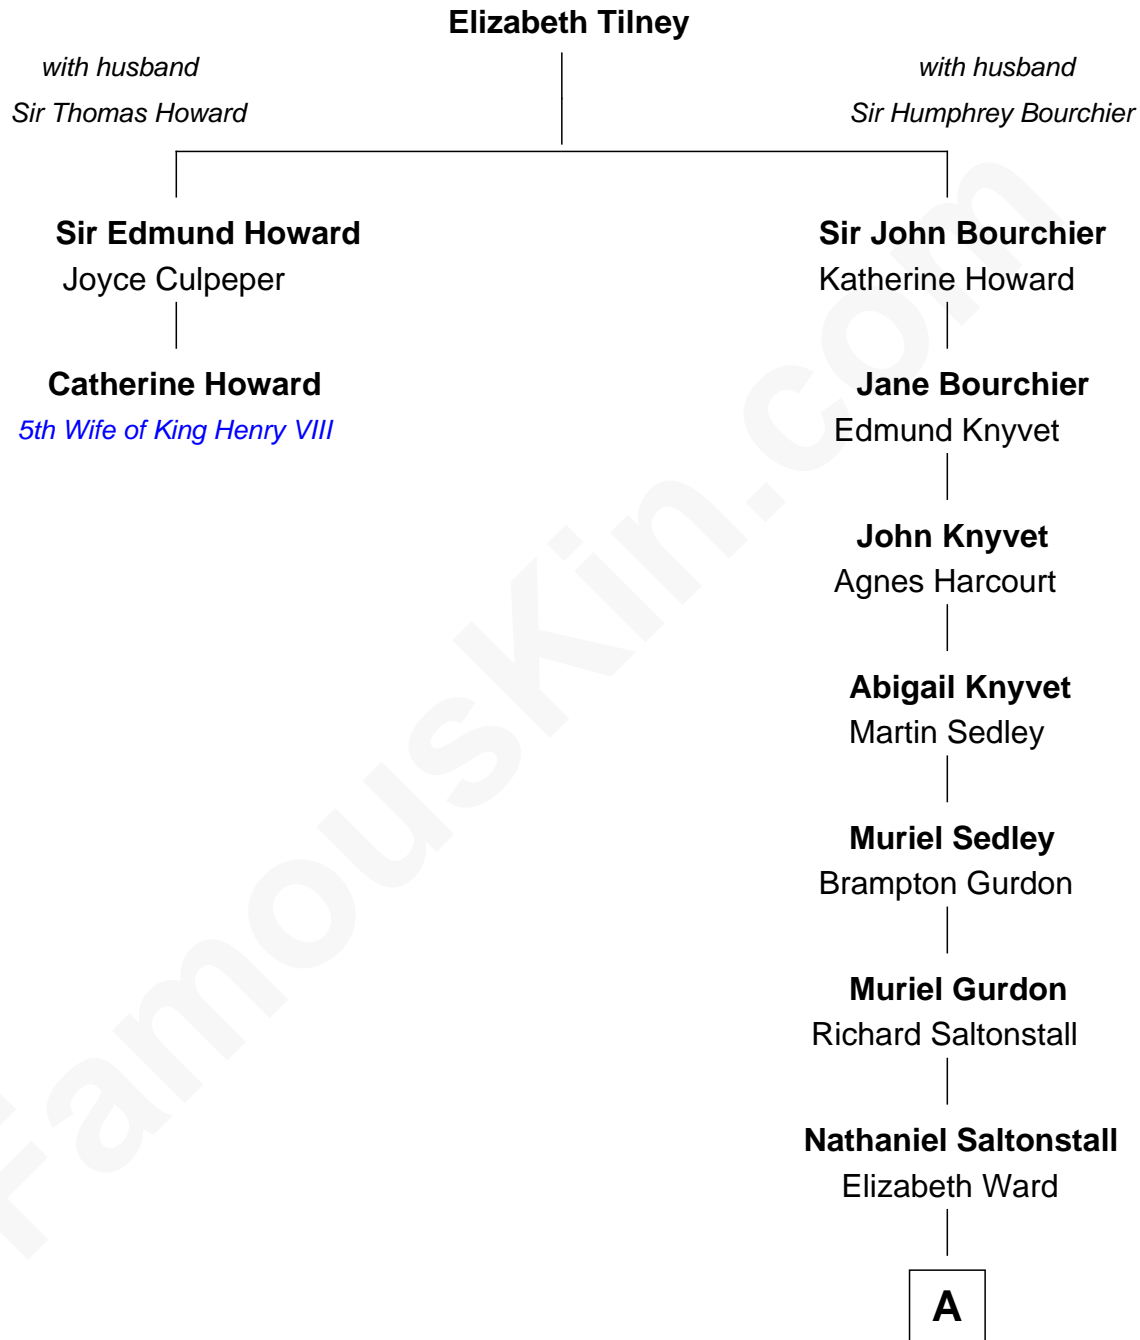 Elizabeth Tilney
with husband
Sir Thomas Howard
with husband
Sir Humphrey Bourchier
Sir Edmund Howard
Joyce Culpeper
Catherine Howard
5th Wife of King Henry VIII
Sir John Bourchier
Katherine Howard
Jane Bourchier
Edmund Knyvet
John Knyvet
Agnes Harcourt
Abigail Knyvet
Martin Sedley
Muriel Sedley
Brampton Gurdon
Muriel Gurdon
Richard Saltonstall
Nathaniel Saltonstall
Elizabeth Ward
A
FamousKin.com